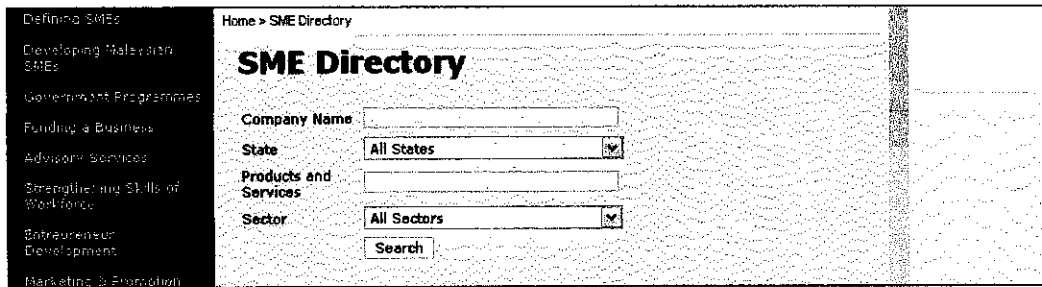 Defining SMEs
Developing Malaysian
SMEs
Government Programmes
Funding a Business
Advisory Services
Strengthening Skills of
Workforce
Entrepreneur
Development
Marketing & Promotion
Home > SME Directory
SME Directory
Company Name
State
All States
Products and
Services
Sector
All Sectors
Search